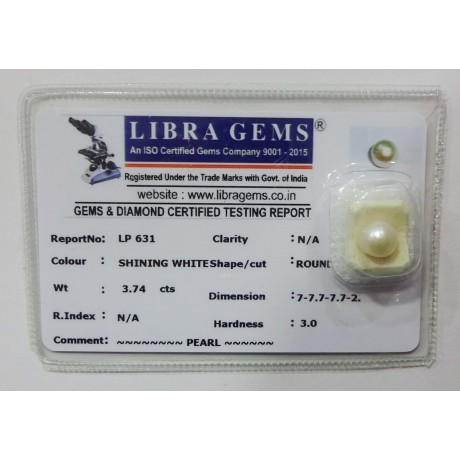 LIBRA GEMS®
An ISO Certified Gems Company 9001 - 2015
Registered Under the Trade Marks with Govt. of India
website : www.libragems.co.in
GEMS & DIAMOND CERTIFIED TESTING REPORT
ReportNo: LP 631 Clarity : N/A
Colour : SHINING WHITE Shape/cut : ROUND
Wt : 3.74 cts Dimension : 7-7.7-7.7-2.
R.Index : N/A Hardness : 3.0
Comment: ~~~~~~~~ PEARL ~~~~~~